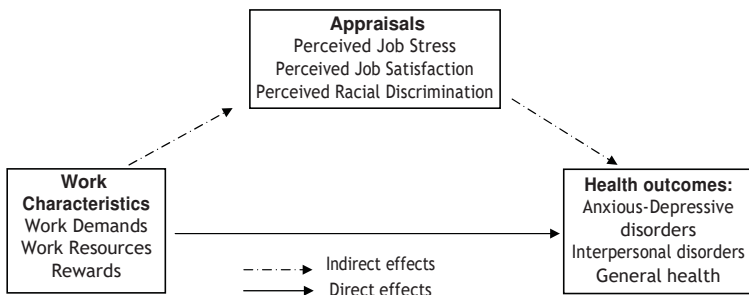 Appraisals
Perceived Job Stress
Perceived Job Satisfaction
Perceived Racial Discrimination
Work
Characteristics
Work Demands
Work Resources
Rewards
Health outcomes:
Anxious-Depressive
disorders
Interpersonal disorders
General health
Indirect effects
Direct effects